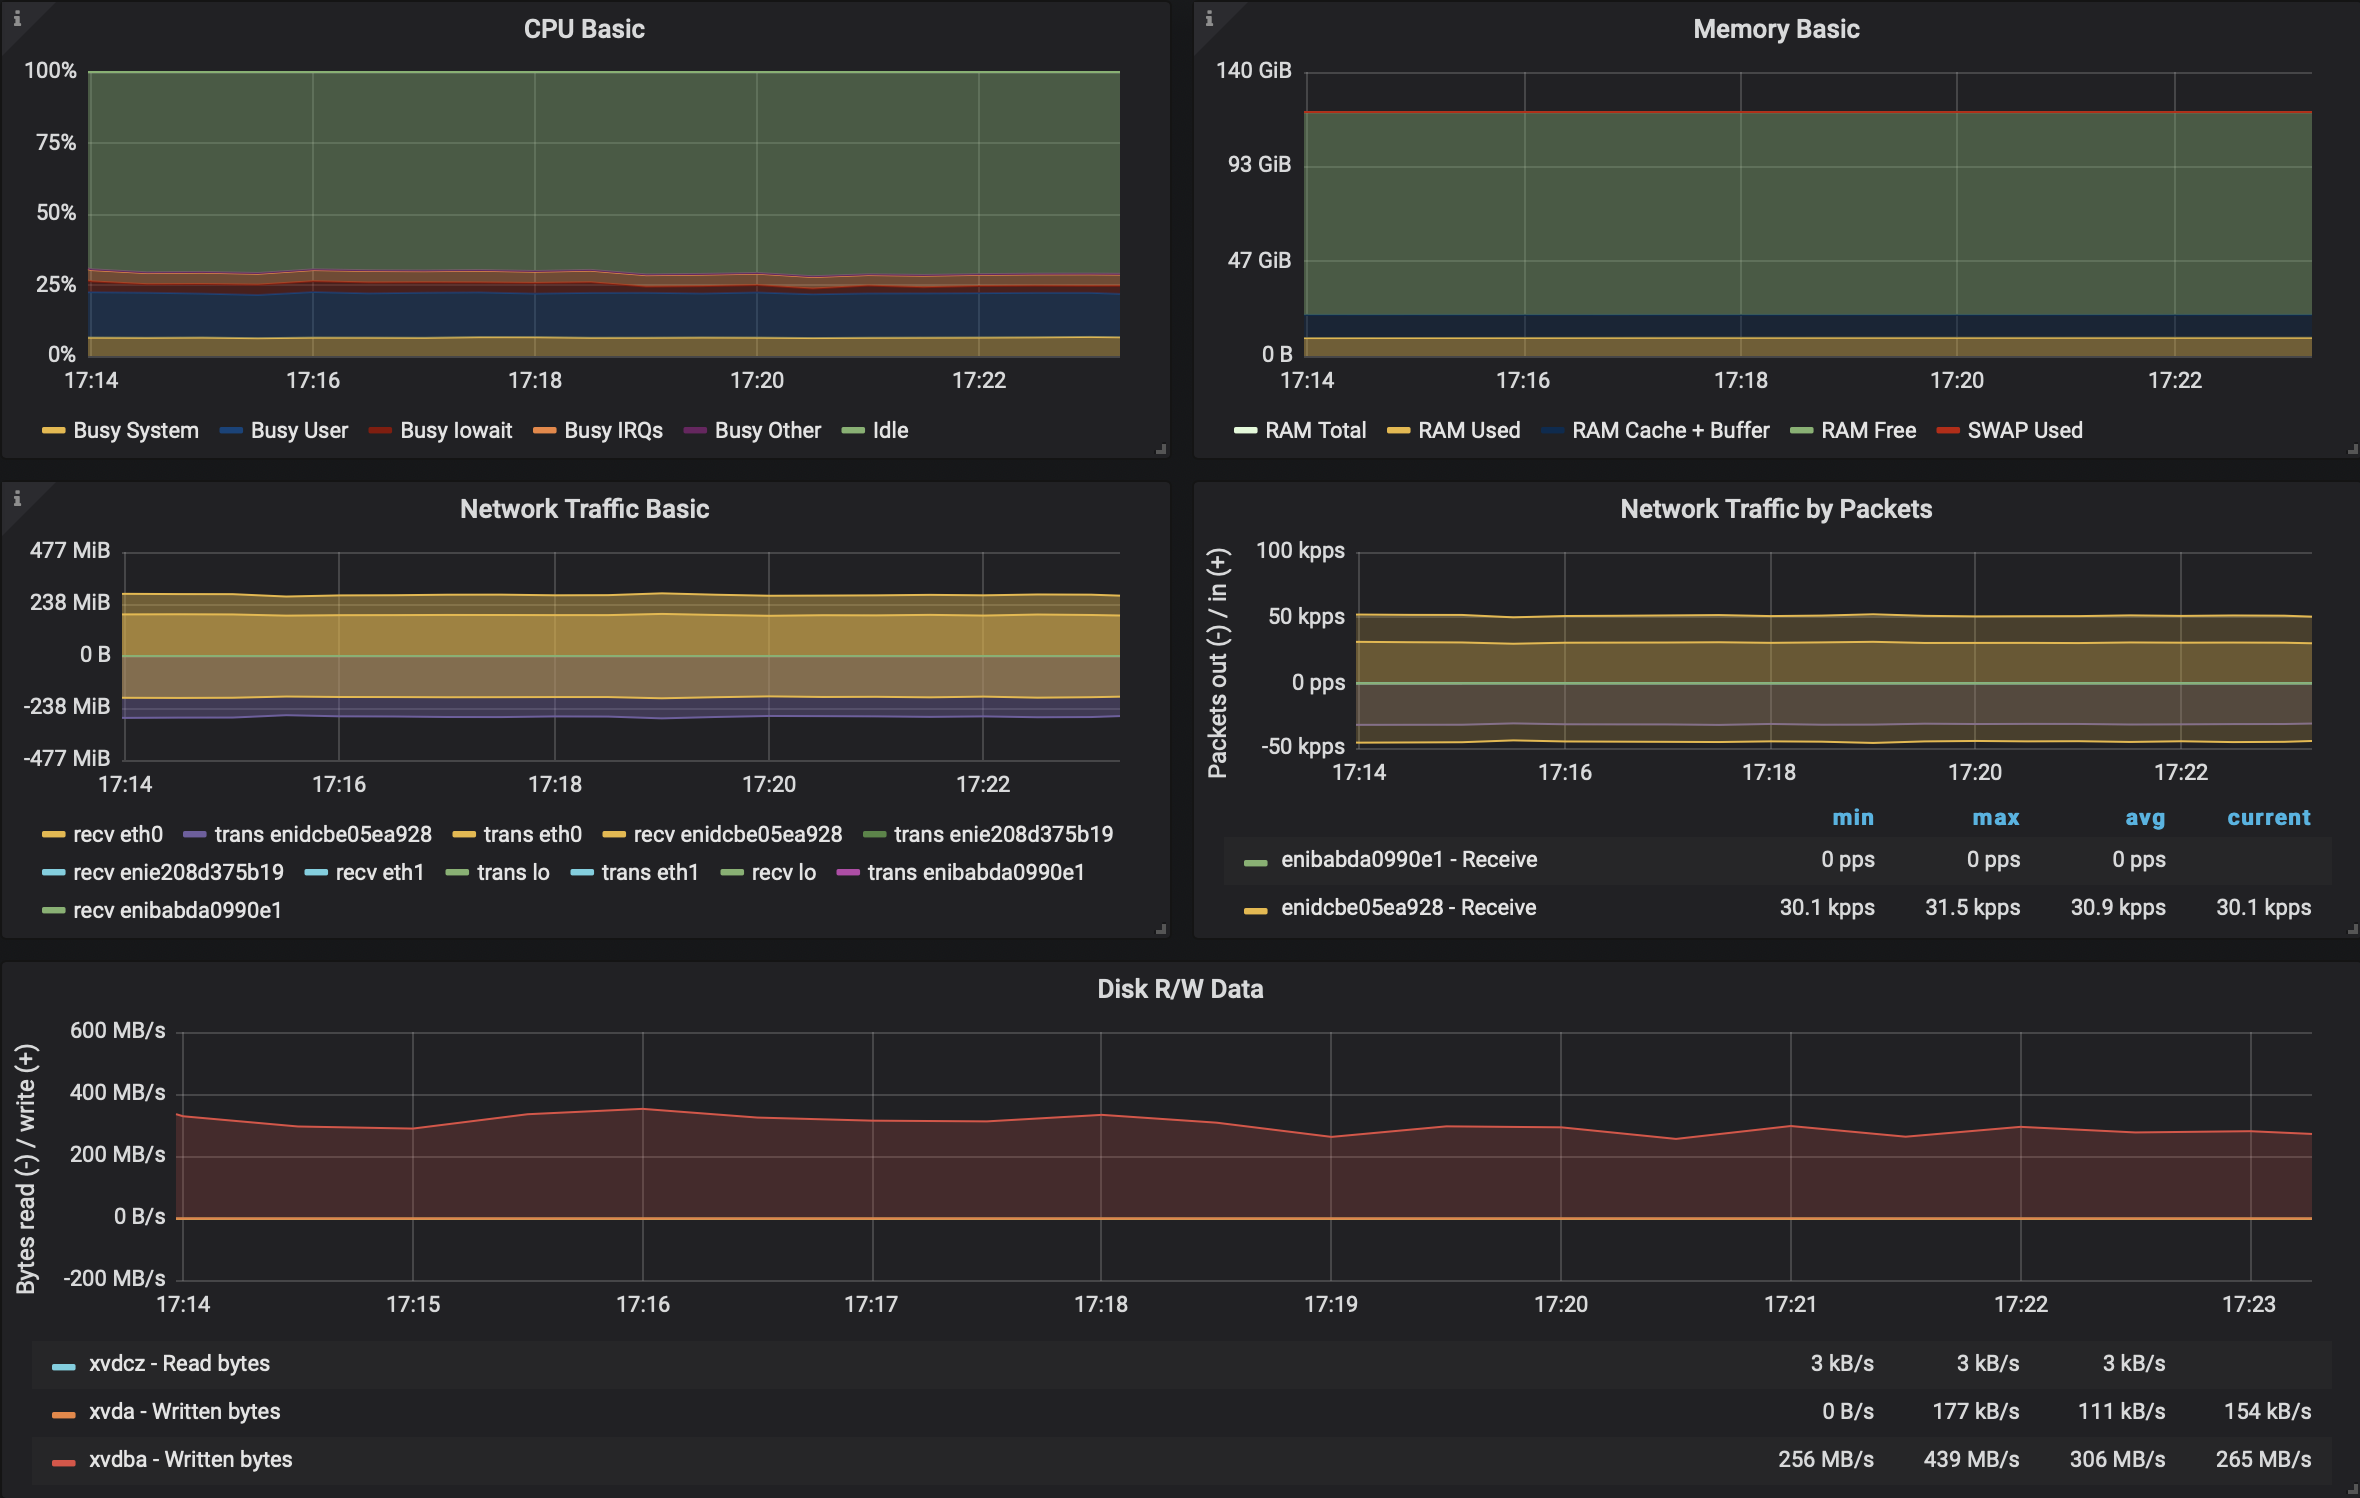 CPU Basic
100%
75%
50%
25%
0%
17:14 17:16 17:18 17:20 17:22
Busy System Busy User Busy Iowait Busy IRQs Busy Other Idle
Memory Basic
140 GiB
93 GiB
47 GiB
0 B
17:14 17:16 17:18 17:20 17:22
RAM Total RAM Used RAM Cache + Buffer RAM Free SWAP Used
Network Traffic Basic
477 MiB
238 MiB
0 B
-238 MiB
-477 MiB
17:14 17:16 17:18 17:20 17:22
recv eth0 trans enidcbe05ea928 trans eth0 recv enidcbe05ea928 trans enie208d375b19
recv enie208d375b19 recv eth1 trans lo trans eth1 recv lo trans enibabda0990e1
recv enibabda0990e1
Network Traffic by Packets
Packets out (-) / in (+)
100 kpps
50 kpps
0 pps
-50 kpps
17:14 17:16 17:18 17:20 17:22
min max avg current
enibabda0990e1 - Receive 0 pps 0 pps 0 pps
enidcbe05ea928 - Receive 30.1 kpps 31.5 kpps 30.9 kpps 30.1 kpps
Disk R/W Data
Bytes read (-) / write (+)
600 MB/s
400 MB/s
200 MB/s
0 B/s
-200 MB/s
17:14 17:15 17:16 17:17 17:18 17:19 17:20 17:21 17:22 17:23
xvdcz - Read bytes 3 kB/s 3 kB/s 3 kB/s
xvda - Written bytes 0 B/s 177 kB/s 111 kB/s 154 kB/s
xvdba - Written bytes 256 MB/s 439 MB/s 306 MB/s 265 MB/s